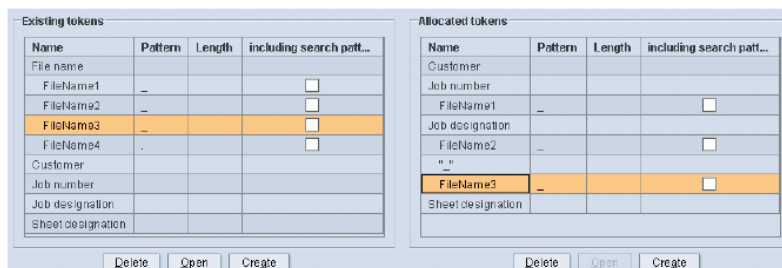 Existing tokens
Name Pattern Length including search patt...
File name
FileName1 _
FileName2 _
FileName3 _
FileName4 .
Customer
Job number
Job designation
Sheet designation
Delete Open Create
Allocated tokens
Name Pattern Length including search patt...
Customer
Job number
FileName1 _
Job designation
FileName2 _
"_"
FileName3 _
Sheet designation
Delete Open Create